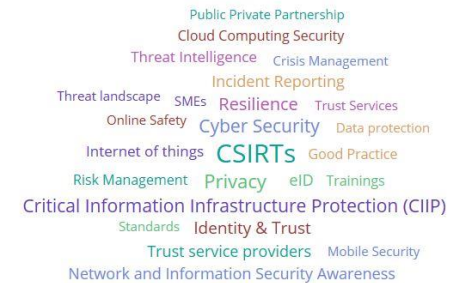 Public Private Partnership
Cloud Computing Security
Threat Intelligence Crisis Management
Incident Reporting
Threat landscape SMEs Resilience Trust Services
Online Safety Cyber Security Data protection
Internet of things CSIRTs Good Practice
Risk Management Privacy eID Trainings
Critical Information Infrastructure Protection (CIIP)
Standards Identity & Trust
Trust service providers Mobile Security
Network and Information Security Awareness